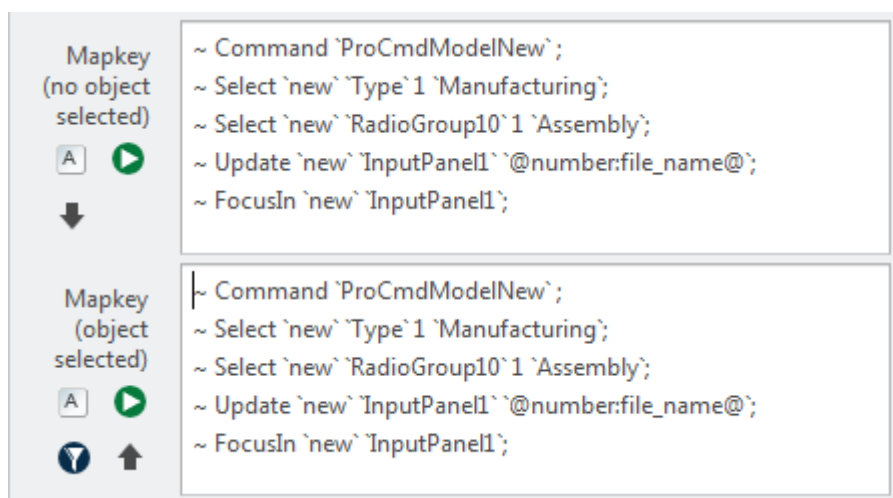 Mapkey
(no object
selected)
A
~ Command `ProCmdModelNew` ;
~ Select `new` `Type` 1 `Manufacturing`;
~ Select `new` `RadioGroup10` 1 `Assembly`;
~ Update `new` `InputPanel1` `@number:file_name@`;
~ FocusIn `new` `InputPanel1`;
Mapkey
(object
selected)
A
~ Command `ProCmdModelNew` ;
~ Select `new` `Type` 1 `Manufacturing`;
~ Select `new` `RadioGroup10` 1 `Assembly`;
~ Update `new` `InputPanel1` `@number:file_name@`;
~ FocusIn `new` `InputPanel1`;